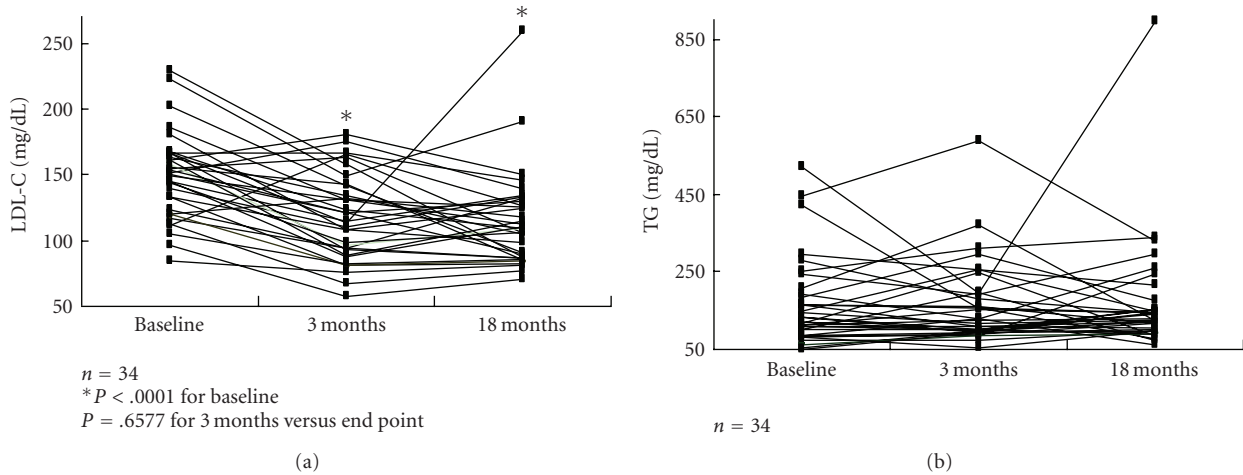 LDL-C (mg/dL)
250
200
150
100
50
*
*
Baseline
3 months
18 months
n = 34
*P < .0001 for baseline
P = .6577 for 3 months versus end point
(a)
TG (mg/dL)
850
650
450
250
50
Baseline
3 months
18 months
n = 34
(b)